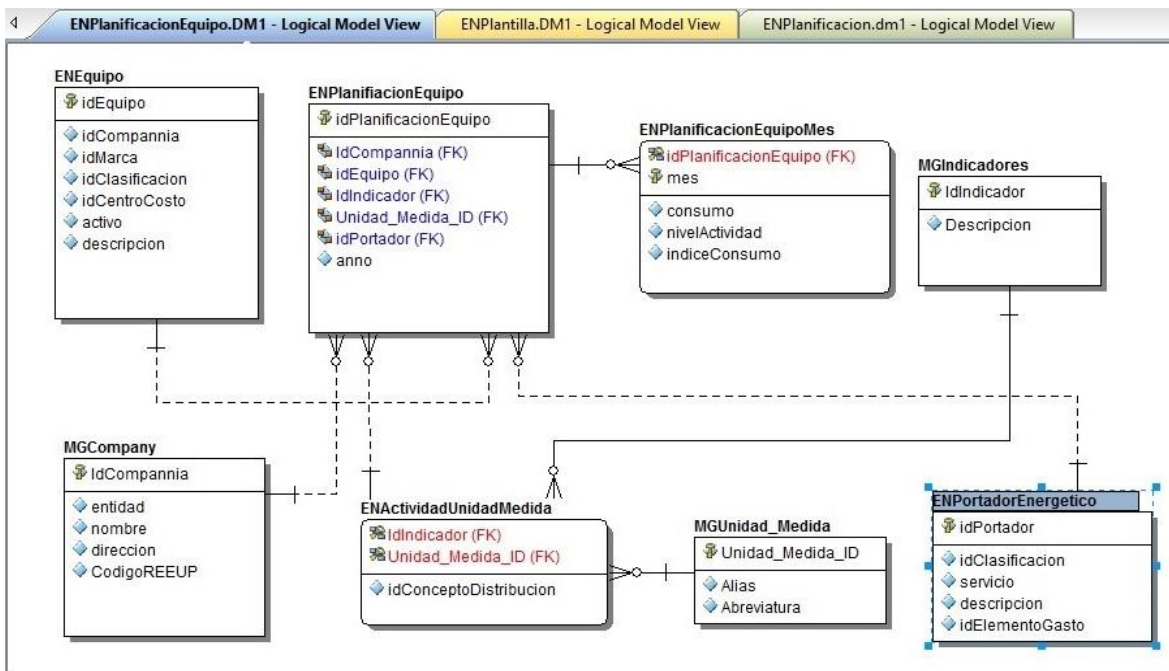 ENPlanificacionEquipo.DM1 - Logical Model View
ENPlantilla.DM1 - Logical Model View
ENPlanificacion.dm1 - Logical Model View
ENEquipo
idEquipo
idCompannia
idMarca
idClasificacion
idCentroCosto
activo
descripcion
ENPlanifiacionEquipo
idPlanificacionEquipo
IdCompannia (FK)
idEquipo (FK)
IdIndicador (FK)
Unidad_Medida_ID (FK)
idPortador (FK)
anno
ENPlanificacionEquipoMes
idPlanificacionEquipo (FK)
mes
consumo
nivelActividad
indiceConsumo
MGIndicadores
IdIndicador
Descripcion
MGCompany
IdCompannia
entidad
nombre
direccion
CodigoREEUP
ENActividadUnidadMedida
IdIndicador (FK)
Unidad_Medida_ID (FK)
idConceptoDistribucion
MGUnidad_Medida
Unidad_Medida_ID
Alias
Abreviatura
ENPortadorEnergetico
idPortador
idClasificacion
servicio
descripcion
idElementoGasto